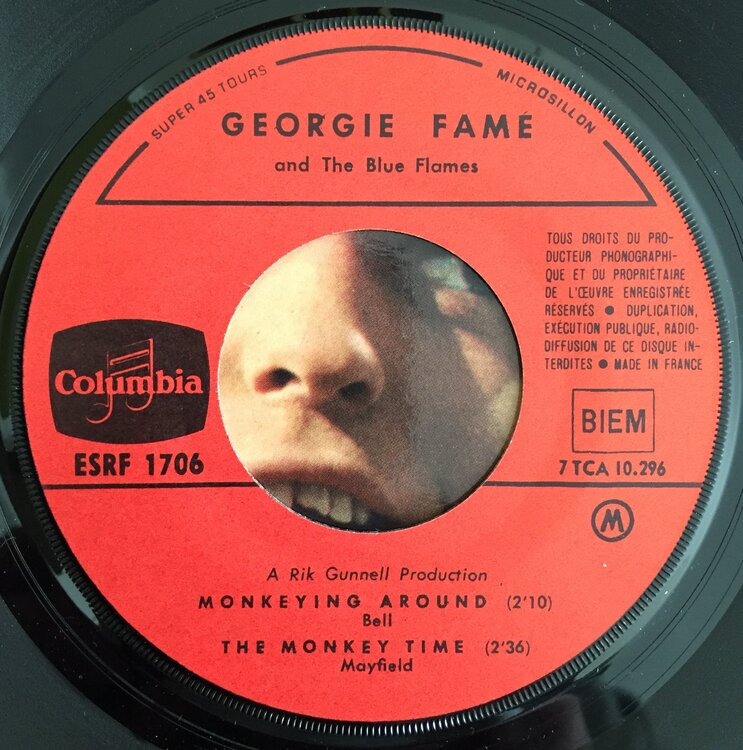 SUPER 45 TOURS
MICROSILLON
GEORGIE FAME
and The Blue Flames
TOUS DROITS DU PRO-
DUCTEUR PHONOGRAPHI-
QUE ET DU PROPRIÉTAIRE
DE L'ŒUVRE ENREGISTRÉE
RÉSERVÉS ● DUPLICATION,
EXÉCUTION PUBLIQUE, RADIO-
DIFFUSION DE CE DISQUE IN-
TERDITES ● MADE IN FRANCE
Columbia
ESRF 1706
BIEM
7 TCA 10.296
M
A Rik Gunnell Production
MONKEYING AROUND (2'10)
Bell
THE MONKEY TIME (2'36)
Mayfield